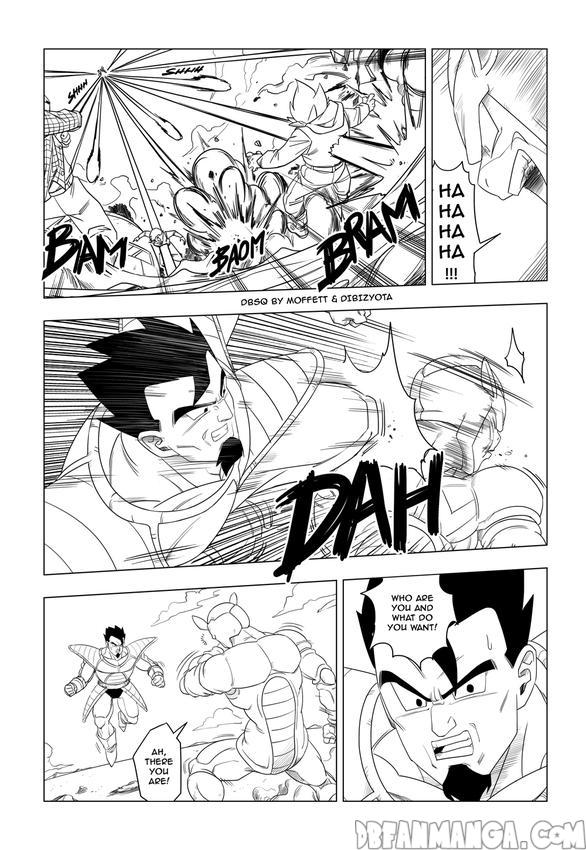 SHHH
SHHH
SHHH
BAM
BAOM
BRAM
HA
HA
HA
HA
!!!
DBSQ BY MOFFETT & DIBIZYOTA
DAH
AH,
THERE
YOU
ARE!
WHO ARE
YOU AND
WHAT DO
YOU WANT!
DBFANMANGA.COM